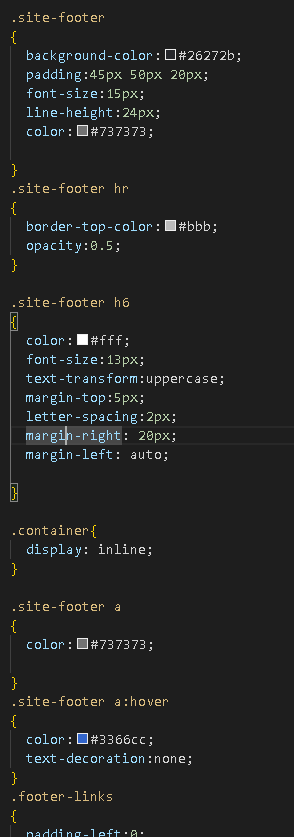 .site-footer
{
background-color: #26272b;
padding:45px 50px 20px;
font-size:15px;
line-height:24px;
color: #737373;
}
.site-footer hr
{
border-top-color: #bbb;
opacity:0.5;
}
.site-footer h6
{
color: #fff;
font-size:13px;
text-transform:uppercase;
margin-top:5px;
letter-spacing:2px;
margin-right: 20px;
margin-left: auto;
}
.container{
display: inline;
}
.site-footer a
{
color: #737373;
}
.site-footer a:hover
{
color: #3366cc;
text-decoration:none;
}
.footer-links
{
padding-left:0;